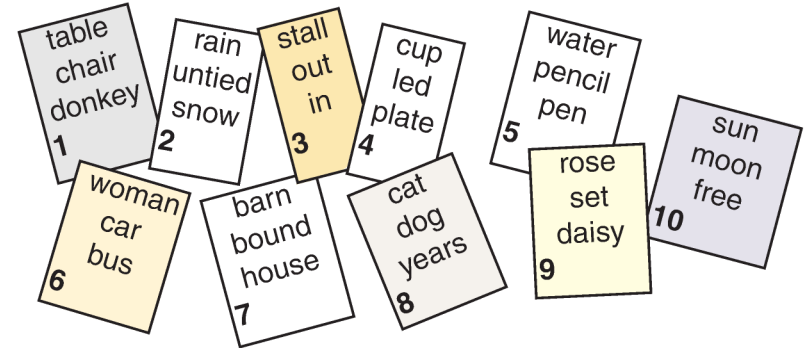 table
chair
donkey
1
rain
untied
snow
2
stall
out
in
3
cup
led
plate
4
water
pencil
pen
5
woman
car
bus
6
barn
bound
house
7
cat
dog
years
8
rose
set
daisy
9
sun
moon
free
10